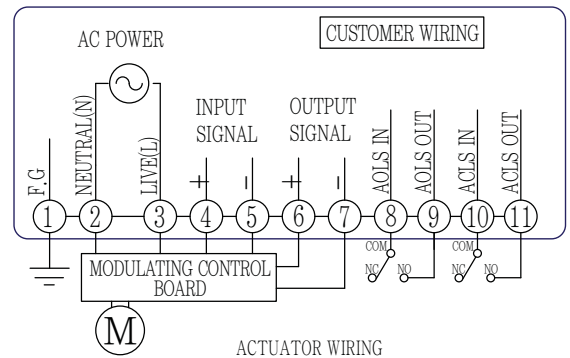 AC POWER
CUSTOMER WIRING
INPUT
SIGNAL
OUTPUT
SIGNAL
F.G
NEUTRAL(N)
LIVE(L)
AOLS IN
AOLS OUT
ACLS IN
ACLS OUT
+ - + -
1 2 3 4 5 6 7 8 9 10 11
COM
NC NO
COM
NC NO
MODULATING CONTROL
BOARD
M
ACTUATOR WIRING